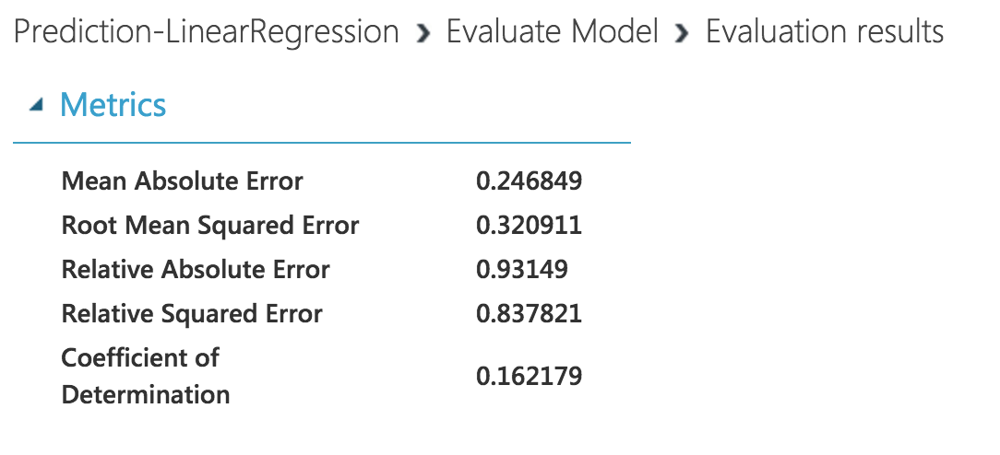 Prediction-LinearRegression › Evaluate Model › Evaluation results
Metrics
Mean Absolute Error 0.246849
Root Mean Squared Error 0.320911
Relative Absolute Error 0.93149
Relative Squared Error 0.837821
Coefficient of
Determination 0.162179